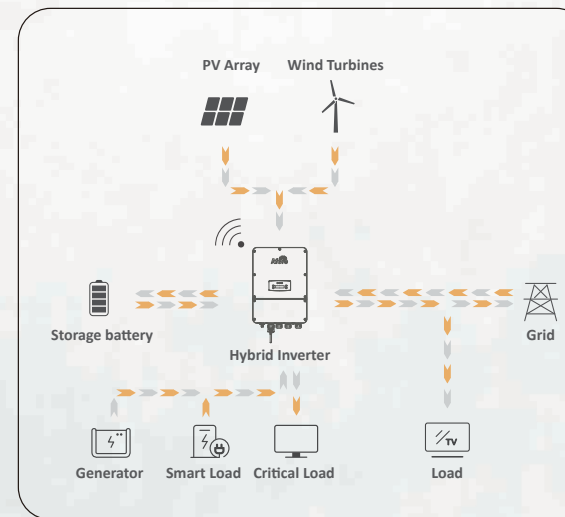 PV Array
Wind Turbines
Storage battery
Hybrid Inverter
Grid
TV
Generator
Smart Load
Critical Load
Load